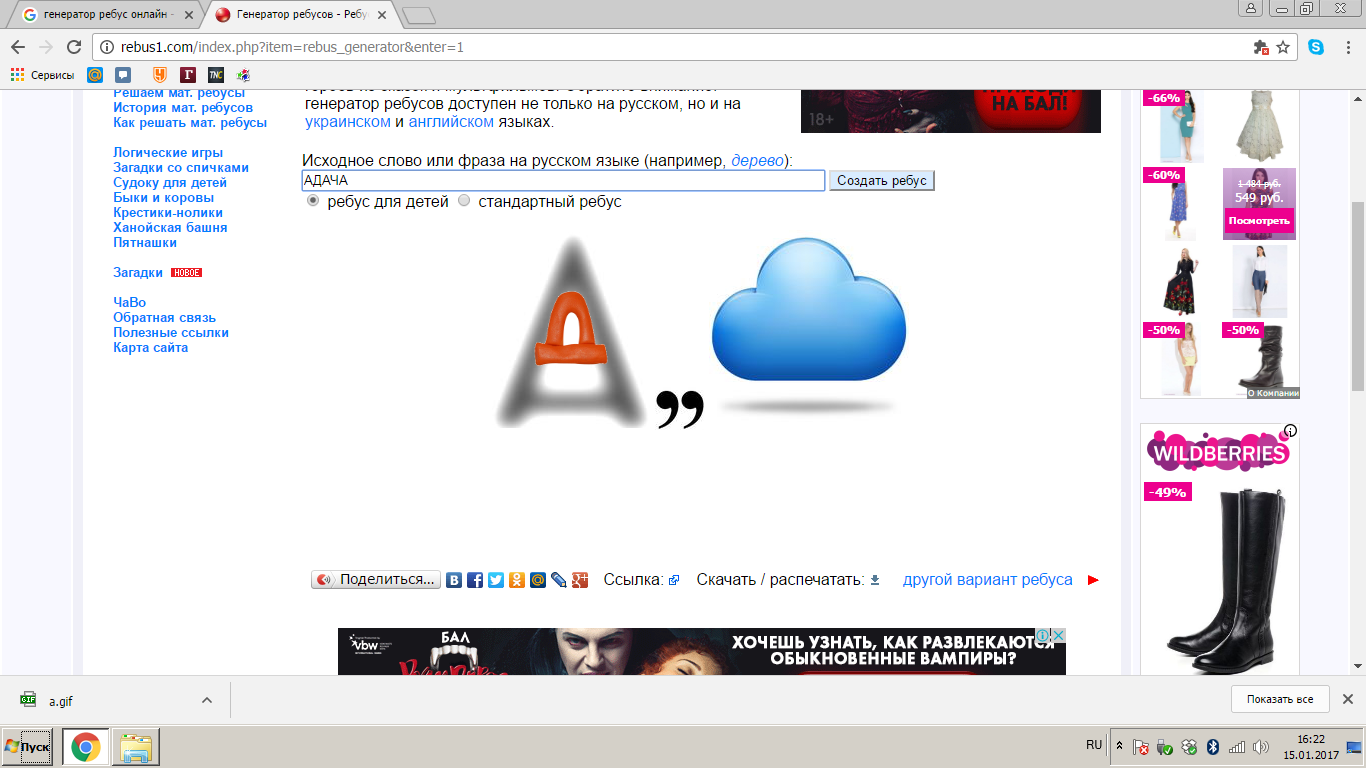 генератор ребус онлайн -
Генератор ребусов - Ребу
rebus1.com/index.php?item=rebus_generator&enter=1
Сервисы
TNC
Решаем мат. ребусы
История мат. ребусов
Как решать мат. ребусы
Логические игры
Загадки со спичками
Судоку для детей
Быки и коровы
Крестики-нолики
Ханойская башня
Пятнашки
Загадки НОВОЕ
ЧаВо
Обратная связь
Полезные ссылки
Карта сайта
генератор ребусов доступен не только на русском, но и на
украинском и английском языках.
18+
НА БАЛ!
Исходное слово или фраза на русском языке (например, дерево):
АДАЧА
Создать ребус
ребус для детей
стандартный ребус
А
Д
,,
Поделиться...
Ссылка:
Скачать / распечатать:
другой вариант ребуса
vbw
БАЛ
ХОЧЕШЬ УЗНАТЬ, КАК РАЗВЛЕКАЮТСЯ
ОБЫКНОВЕННЫЕ ВАМПИРЫ?
-66%
-60%
1 484 руб.
549 руб.
Посмотреть
-50%
-50%
О Компании
WILDBERRIES
-49%
GIF
a.gif
Показать все
Пуск
RU
16:22
15.01.2017